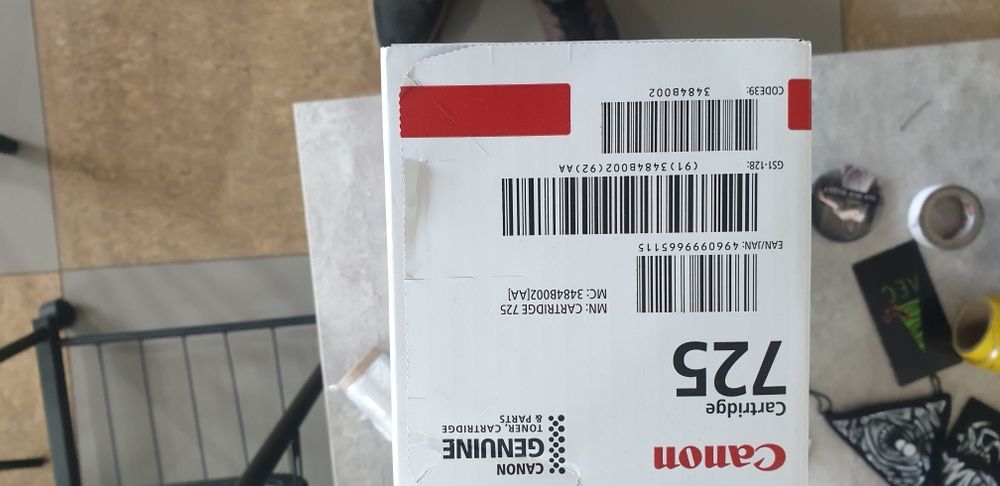 Canon
CANON
GENUINE
TONER, CARTRIDGE
& PARTS
Cartridge
725
MN: CARTRIDGE 725
MC: 3484B002[AA]
EAN/JAN: 4960999665115
GS1-128:
(91)3484B002(92)AA
CODE39:
3484B002